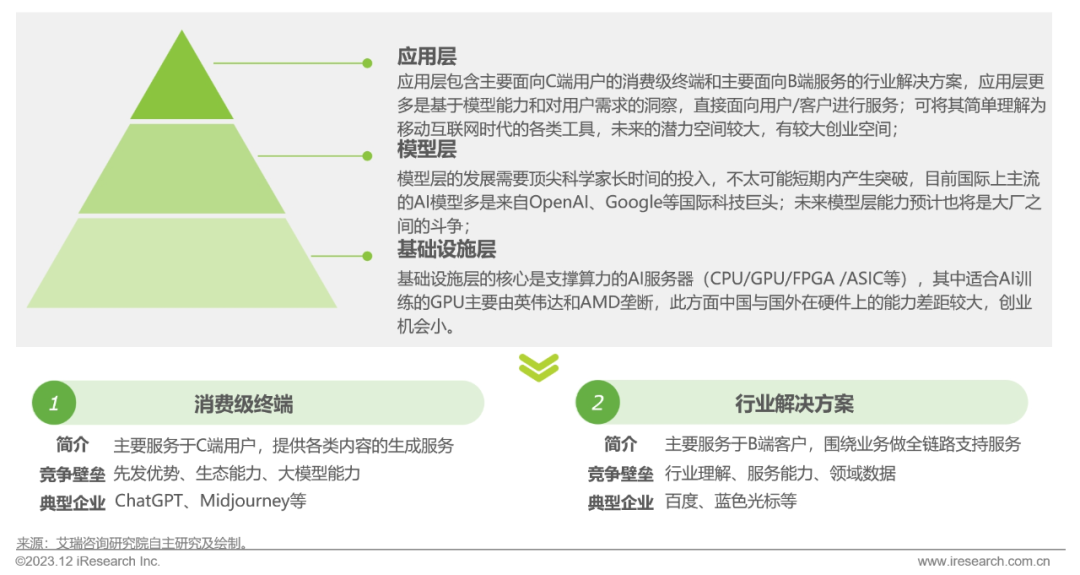 应用层
应用层包含主要面向C端用户的消费级终端和主要面向B端服务的行业解决方案，应用层更
多是基于模型能力和对用户需求的洞察，直接面向用户/客户进行服务；可将其简单理解为
移动互联网时代的各类工具，未来的潜力空间较大，有较大创业空间；
模型层
模型层的发展需要顶尖科学家长时间的投入，不太可能短期内产生突破，目前国际上主流
的AI模型多是来自OpenAI、Google等国际科技巨头；未来模型层能力预计也将是大厂之
间的斗争；
基础设施层
基础设施层的核心是支撑算力的AI服务器（CPU/GPU/FPGA /ASIC等），其中适合AI训
练的GPU主要由英伟达和AMD垄断，此方面中国与国外在硬件上的能力差距较大，创业
机会小。
1 消费级终端
简介 主要服务于C端用户，提供各类内容的生成服务
竞争壁垒 先发优势、生态能力、大模型能力
典型企业 ChatGPT、Midjourney等
2 行业解决方案
简介 主要服务于B端客户，围绕业务做全链路支持服务
竞争壁垒 行业理解、服务能力、领域数据
典型企业 百度、蓝色光标等
来源：艾瑞咨询研究院自主研究及绘制。
©2023.12 iResearch Inc. www.iresearch.com.cn